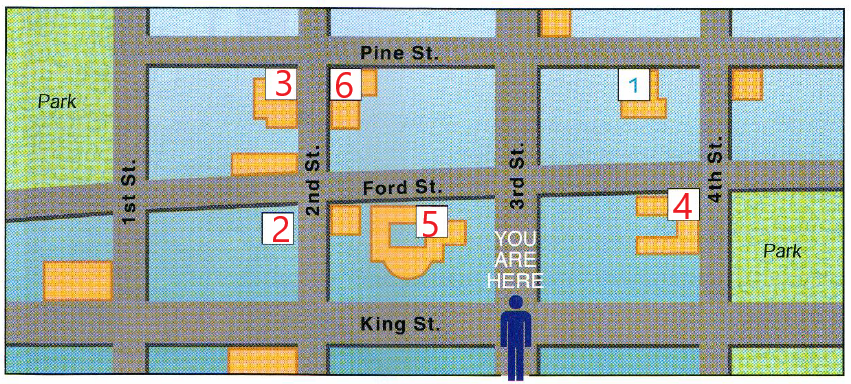 Pine St.
3
6
1
Park
1st St.
2nd St.
3rd St.
4th St.
Ford St.
2
5
4
YOU
ARE
HERE
Park
King St.